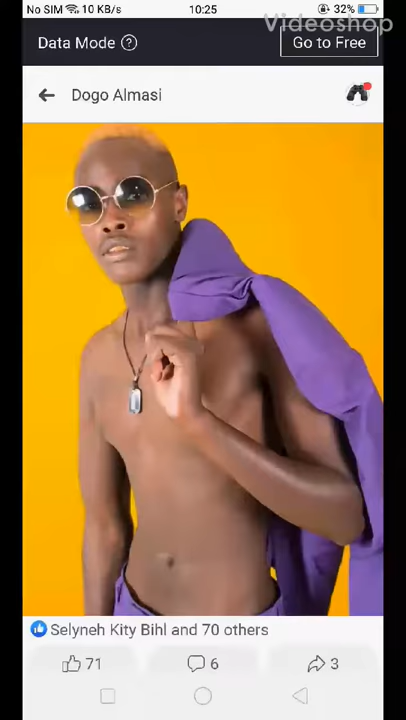 No SIM 10 KB/s 10:25 32%
Videoshop
Data Mode ? Go to Free
Dogo Almasi
Selyneh Kity Bihl and 70 others
71 6 3